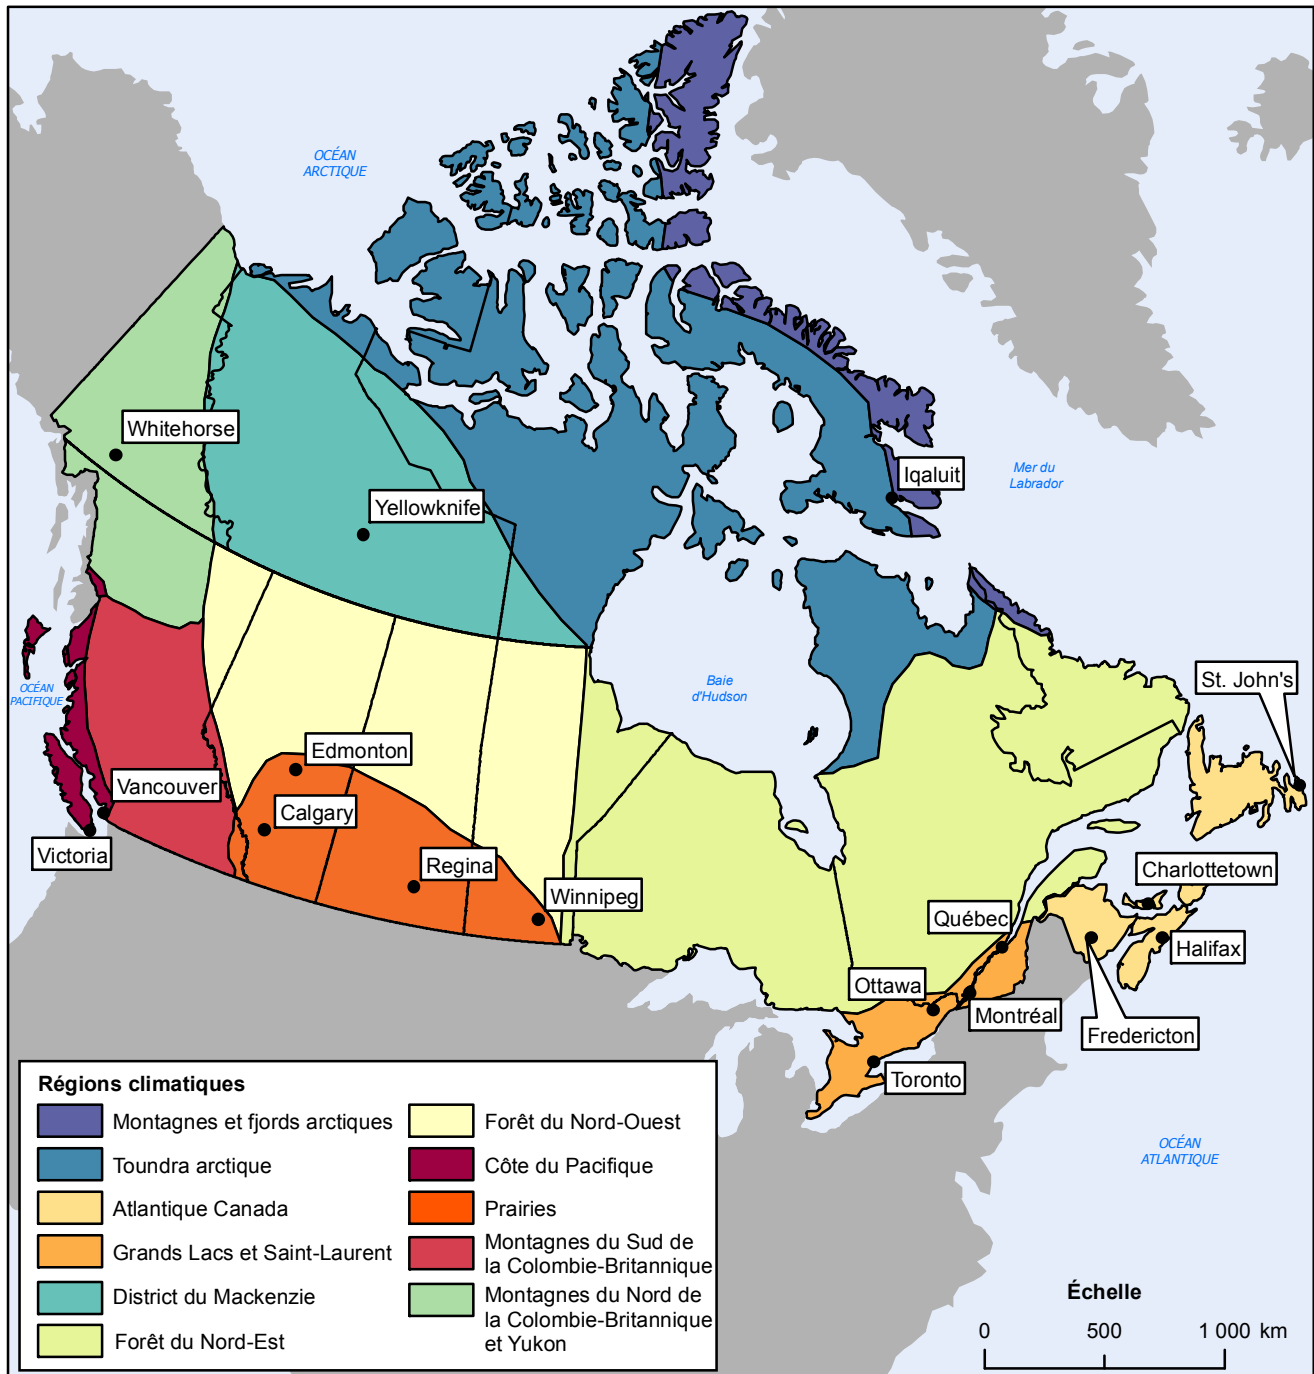 OCÉAN
ARCTIQUE
Whitehorse
Yellowknife
Iqaluit
Mer du
Labrador
OCÉAN
PACIFIQUE
Baie
d'Hudson
St. John's
Edmonton
Vancouver
Calgary
Victoria
Regina
Winnipeg
Charlottetown
Québec
Halifax
Ottawa
Montréal
Fredericton
Toronto
OCÉAN
ATLANTIQUE
Régions climatiques
Montagnes et fjords arctiques
Toundra arctique
Atlantique Canada
Grands Lacs et Saint-Laurent
District du Mackenzie
Forêt du Nord-Est
Forêt du Nord-Ouest
Côte du Pacifique
Prairies
Montagnes du Sud de
la Colombie-Britannique
Montagnes du Nord de
la Colombie-Britannique
et Yukon
Échelle
0 500 1 000 km